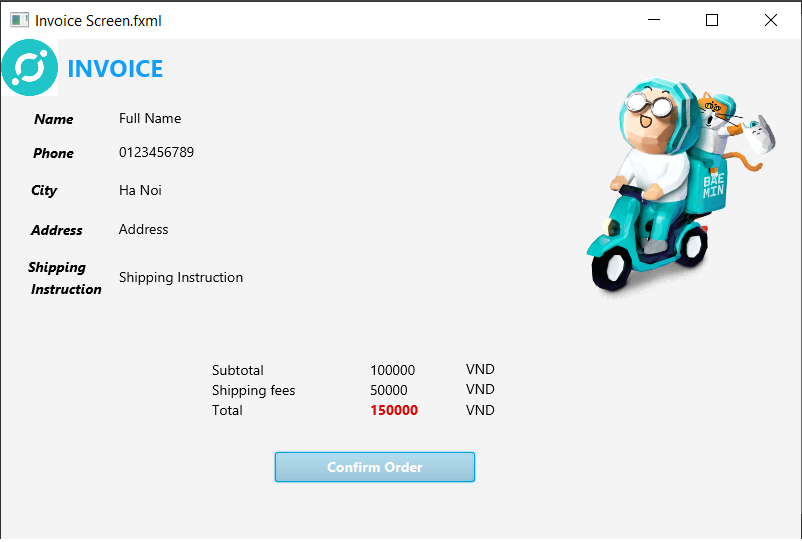 Invoice Screen.fxml
INVOICE
Name Full Name
Phone 0123456789
City Ha Noi
Address Address
Shipping
Instruction Shipping Instruction
BAE
MIN
Subtotal 100000 VND
Shipping fees 50000 VND
Total 150000 VND
Confirm Order